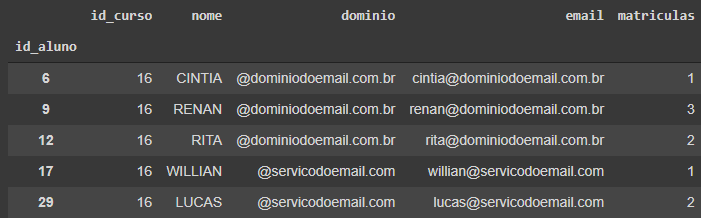 id_curso nome dominio email matriculas
id_aluno
6 16 CINTIA @dominiodoemail.com.br cintia@dominiodoemail.com.br 1
9 16 RENAN @dominiodoemail.com.br renan@dominiodoemail.com.br 3
12 16 RITA @dominiodoemail.com.br rita@dominiodoemail.com.br 2
17 16 WILLIAN @servicodoemail.com willian@servicodoemail.com 1
29 16 LUCAS @servicodoemail.com lucas@servicodoemail.com 2